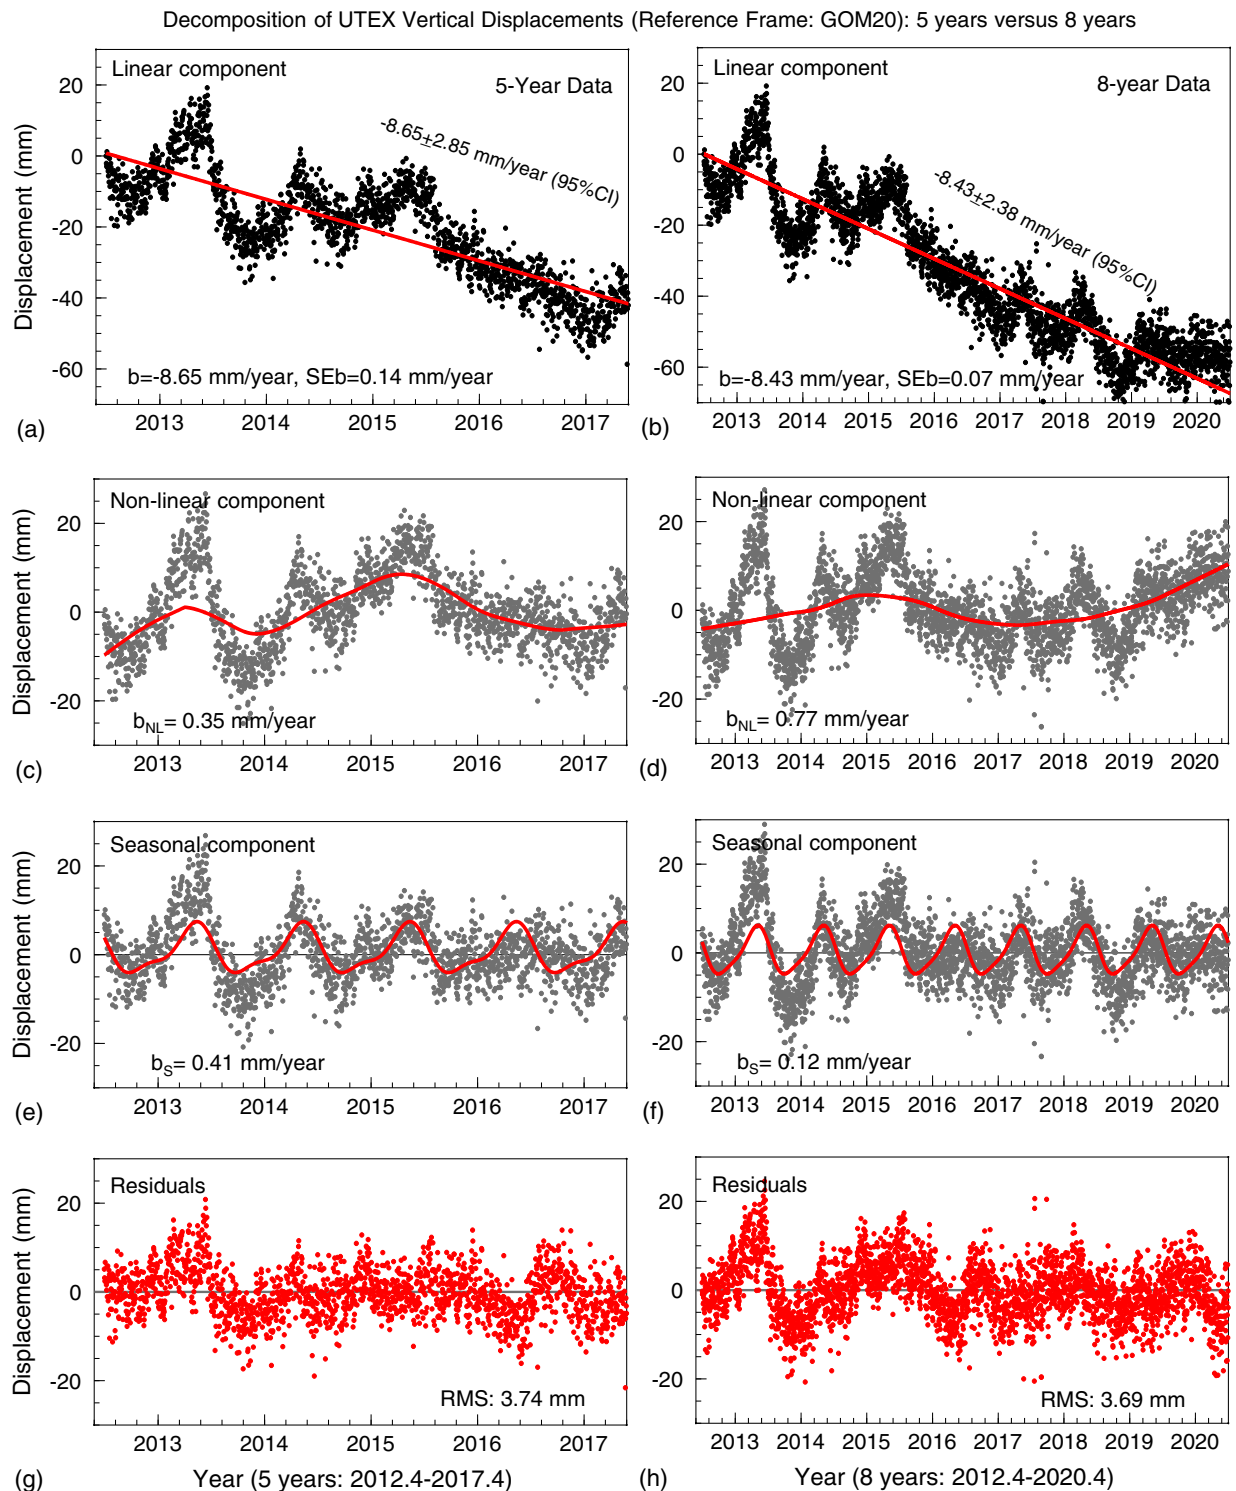 Decomposition of UTEX Vertical Displacements (Reference Frame: GOM20): 5 years versus 8 years
Linear component
5-Year Data
-8.65±2.85 mm/year (95%CI)
b=-8.65 mm/year, SEb=0.14 mm/year
Displacement (mm)
20
0
-20
-40
-60
2013 2014 2015 2016 2017
(a)
Linear component
8-year Data
-8.43±2.38 mm/year (95%CI)
b=-8.43 mm/year, SEb=0.07 mm/year
20
0
-20
-40
-60
2013 2014 2015 2016 2017 2018 2019 2020
(b)
Non-linear component
Displacement (mm)
20
0
-20
b_NL= 0.35 mm/year
2013 2014 2015 2016 2017
(c)
Non-linear component
20
0
-20
b_NL= 0.77 mm/year
2013 2014 2015 2016 2017 2018 2019 2020
(d)
Seasonal component
Displacement (mm)
20
0
-20
b_S= 0.41 mm/year
2013 2014 2015 2016 2017
(e)
Seasonal component
20
0
-20
b_S= 0.12 mm/year
2013 2014 2015 2016 2017 2018 2019 2020
(f)
Residuals
Displacement (mm)
20
0
-20
RMS: 3.74 mm
2013 2014 2015 2016 2017
(g)
Year (5 years: 2012.4-2017.4)
Residuals
20
0
-20
RMS: 3.69 mm
2013 2014 2015 2016 2017 2018 2019 2020
(h)
Year (8 years: 2012.4-2020.4)